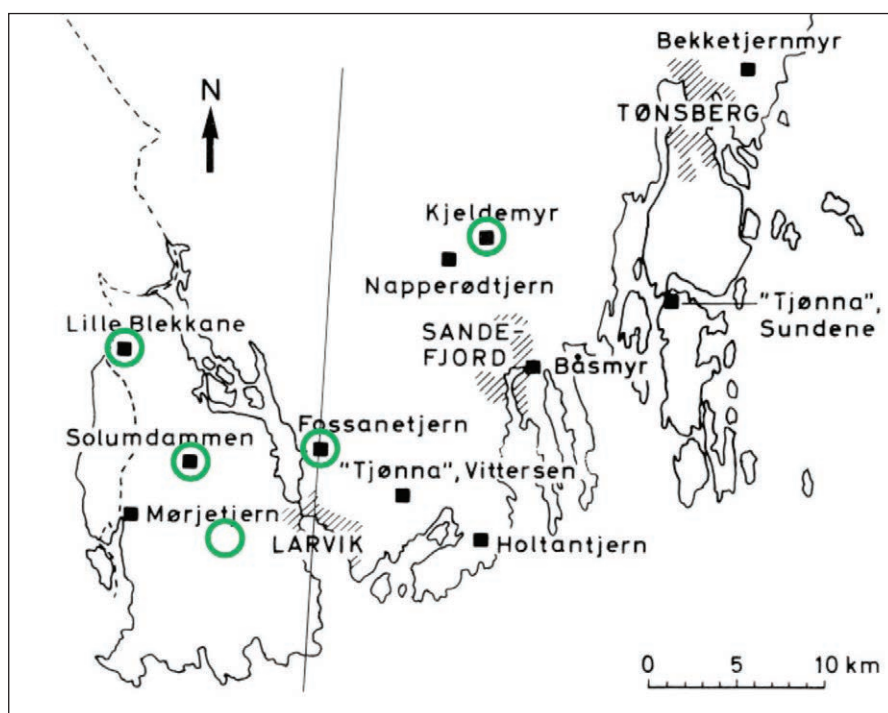 Bekketjernmyr
N
TØNSBERG
Kjeldemyr
Napperødtjern
"Tjønna",
Sundene
Lille Blekkane
SANDE-
FJORD
Båsmyr
Fossanetjern
Solumdammen
"Tjønna", Vittersen
Mørjetjern
LARVIK
Holtantjern
0 5 10 km